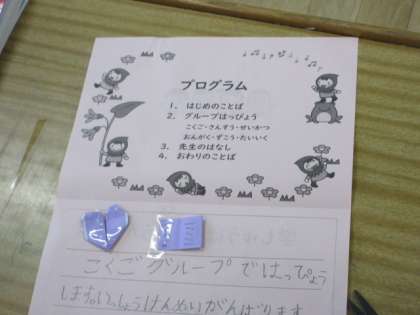 プログラム
1. はじめのことば
2. グループはっぴょう
こくご・さんすう・せいかつ
おんがく・ずこう・たいいく
3. 先生のはなし
4. おわりのことば
こくごグループではっぴょう
します。いっしょうけんめいがんばります